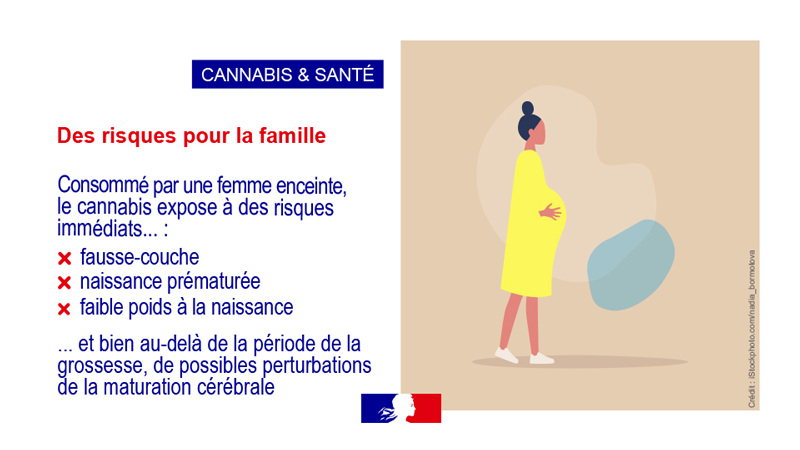 CANNABIS & SANTÉ
Des risques pour la famille
Consommé par une femme enceinte,
le cannabis expose à des risques
immédiats... :
fausse-couche
naissance prématurée
faible poids à la naissance
... et bien au-delà de la période de la
grossesse, de possibles perturbations
de la maturation cérébrale
Crédit : iStockphoto.com/nadia_bormotova